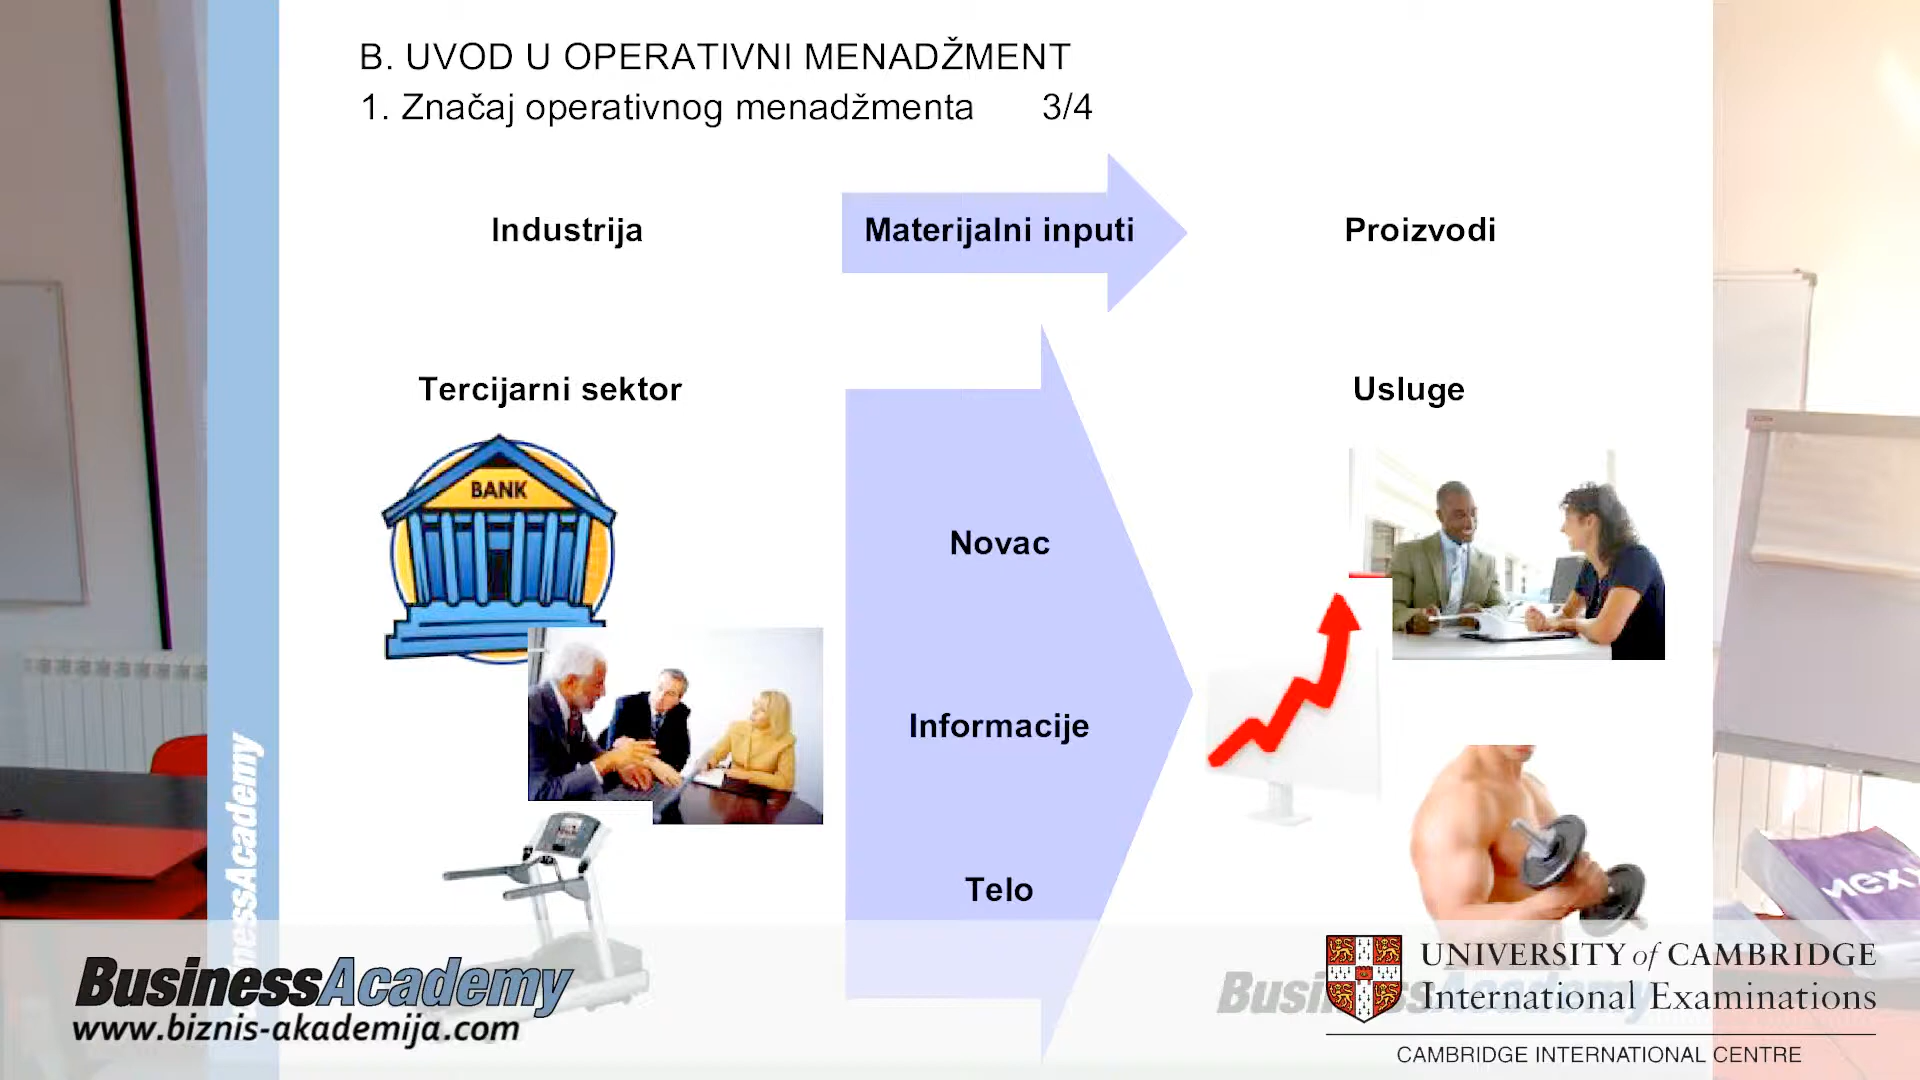 B. UVOD U OPERATIVNI MENADŽMENT
1. Značaj operativnog menadžmenta 3/4
Industrija
Materijalni inputi
Proizvodi
Tercijarni sektor
Usluge
BANK
Novac
Informacije
Telo
BusinessAcademy
www.biznis-akademija.com
UNIVERSITY of CAMBRIDGE
International Examinations
CAMBRIDGE INTERNATIONAL CENTRE